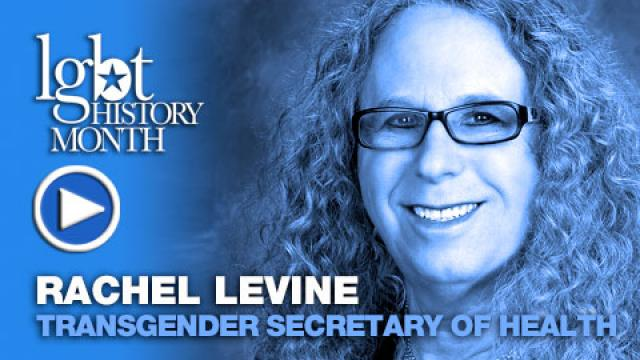 lgbt
HISTORY
MONTH
RACHEL LEVINE
TRANSGENDER SECRETARY OF HEALTH